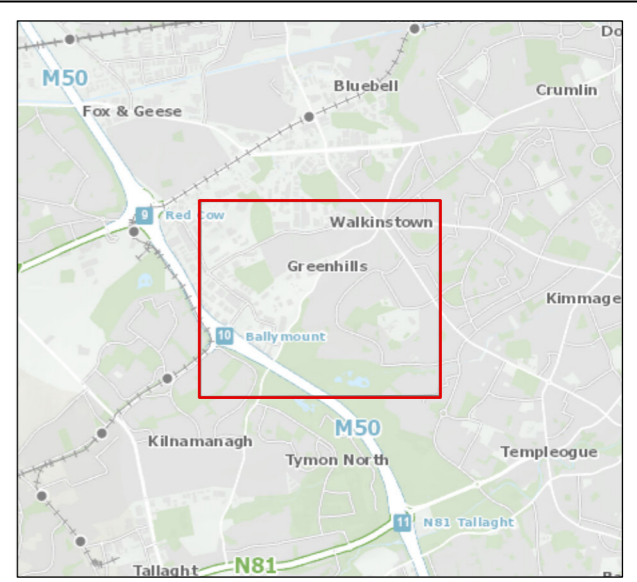 Do
M50
Bluebell
Crumlin
Fox & Geese
9 Red Cow
Walkinstown
Greenhills
Kimmage
10 Ballymount
M50
Kilnamanagh
Tymon North
Templeogue
11 N81 Tallaght
Tallaght
N81